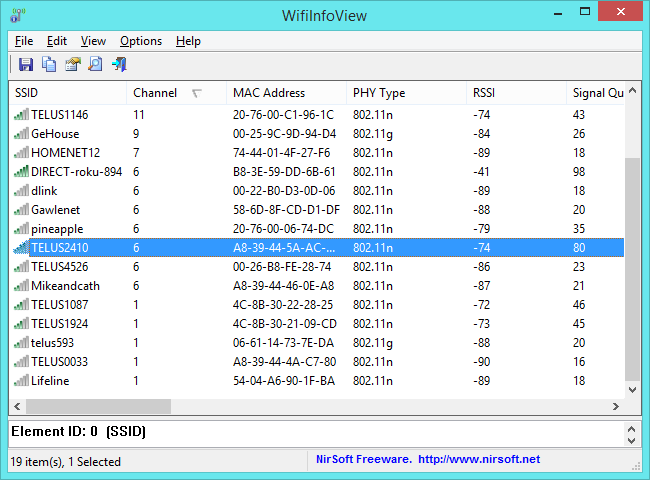 WifiInfoView
File Edit View Options Help
SSID Channel MAC Address PHY Type RSSI Signal Qu
TELUS1146 11 20-76-00-C1-96-1C 802.11n -74 43
GeHouse 9 00-25-9C-9D-94-D4 802.11g -84 26
HOMENET12 7 74-44-01-4F-27-F6 802.11n -89 18
DIRECT-roku-894 6 B8-3E-59-DD-6B-61 802.11n -41 98
dlink 6 00-22-B0-D3-0D-06 802.11n -89 18
Gawlenet 6 58-6D-8F-CD-D1-DF 802.11n -88 20
pineapple 6 20-76-00-06-74-DC 802.11n -79 35
TELUS2410 6 A8-39-44-5A-AC-... 802.11n -74 80
TELUS4526 6 00-26-B8-FE-28-74 802.11n -86 23
Mikeandcath 6 A8-39-44-46-0E-A8 802.11n -87 21
TELUS1087 1 4C-8B-30-22-28-25 802.11n -72 46
TELUS1924 1 4C-8B-30-21-09-CD 802.11n -73 45
telus593 1 06-61-14-73-7E-DA 802.11g -88 20
TELUS0033 1 A8-39-44-4A-C7-80 802.11n -90 16
Lifeline 1 54-04-A6-90-1F-BA 802.11n -89 18
Element ID: 0 (SSID)
19 item(s), 1 Selected NirSoft Freeware. http://www.nirsoft.net